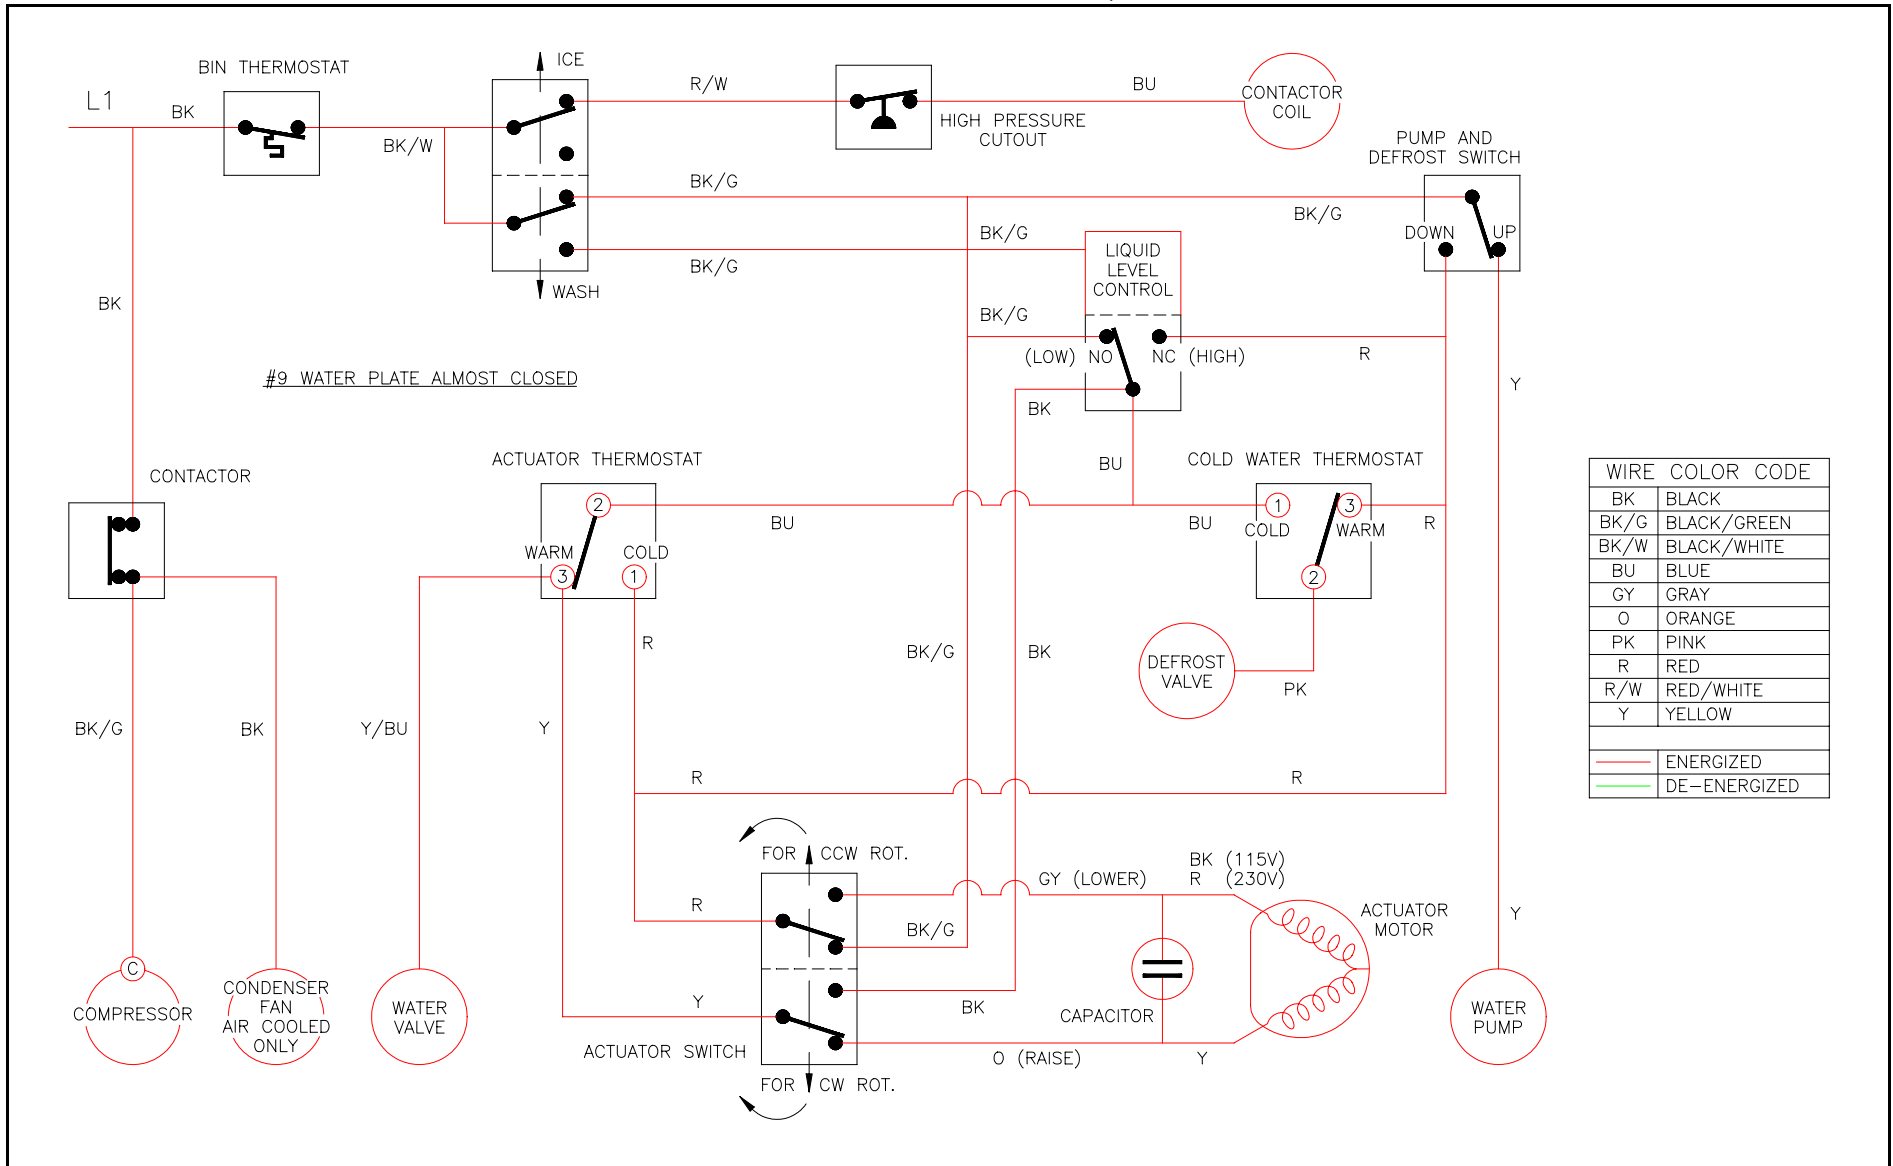 ICE
BIN THERMOSTAT
L1
BK
BK/W
R/W
BU
HIGH PRESSURE
CUTOUT
CONTACTOR
COIL
PUMP AND
DEFROST SWITCH
BK/G
BK/G
DOWN
UP
BK/G
BK/G
WASH
LIQUID
LEVEL
CONTROL
BK
BK/G
(LOW) NO
NC (HIGH)
R
#9 WATER PLATE ALMOST CLOSED
BK
Y
BU
CONTACTOR
ACTUATOR THERMOSTAT
2
WARM
COLD
3
1
BU
COLD WATER THERMOSTAT
BU
1
COLD
3
WARM
2
R
WIRE COLOR CODE
BK BLACK
BK/G BLACK/GREEN
BK/W BLACK/WHITE
BU BLUE
GY GRAY
O ORANGE
PK PINK
R RED
R/W RED/WHITE
Y YELLOW
ENERGIZED
DE-ENERGIZED
R
BK/G
BK
DEFROST
VALVE
PK
BK/G
BK
Y/BU
Y
R
R
FOR CCW ROT.
GY (LOWER)
BK (115V)
R (230V)
R
BK/G
ACTUATOR
MOTOR
Y
C
COMPRESSOR
CONDENSER
FAN
AIR COOLED
ONLY
WATER
VALVE
Y
BK
CAPACITOR
WATER
PUMP
ACTUATOR SWITCH
O (RAISE)
Y
FOR CW ROT.